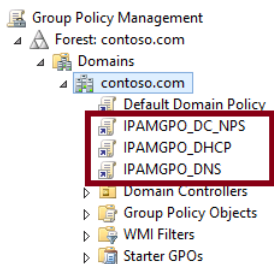 Group Policy Management
Forest: contoso.com
Domains
contoso.com
Default Domain Policy
IPAMGPO_DC_NPS
IPAMGPO_DHCP
IPAMGPO_DNS
Domain Controllers
Group Policy Objects
WMI Filters
Starter GPOs